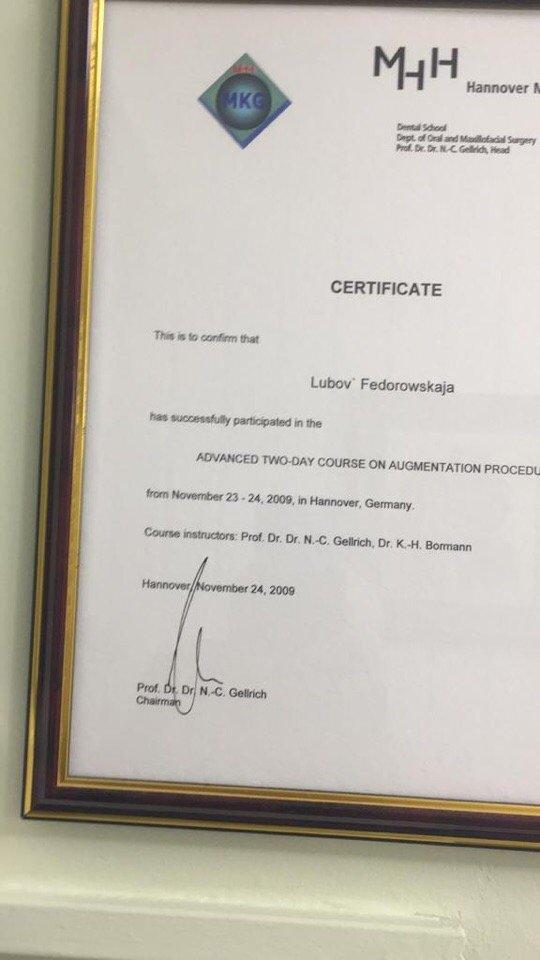 MKG
MHH
Hannover
Dental School
Dept. of Oral and Maxillofacial Surgery
Prof. Dr. Dr. N.-C. Gellrich, Head
CERTIFICATE
This is to confirm that
Lubov` Fedorowskaja
has successfully participated in the
ADVANCED TWO-DAY COURSE ON AUGMENTATION PROCEDU
from November 23 - 24, 2009, in Hannover, Germany.
Course instructors: Prof. Dr. Dr. N.-C. Gellrich, Dr. K.-H. Bormann
Hannover, November 24, 2009
Prof. Dr. Dr. N.-C. Gellrich
Chairman